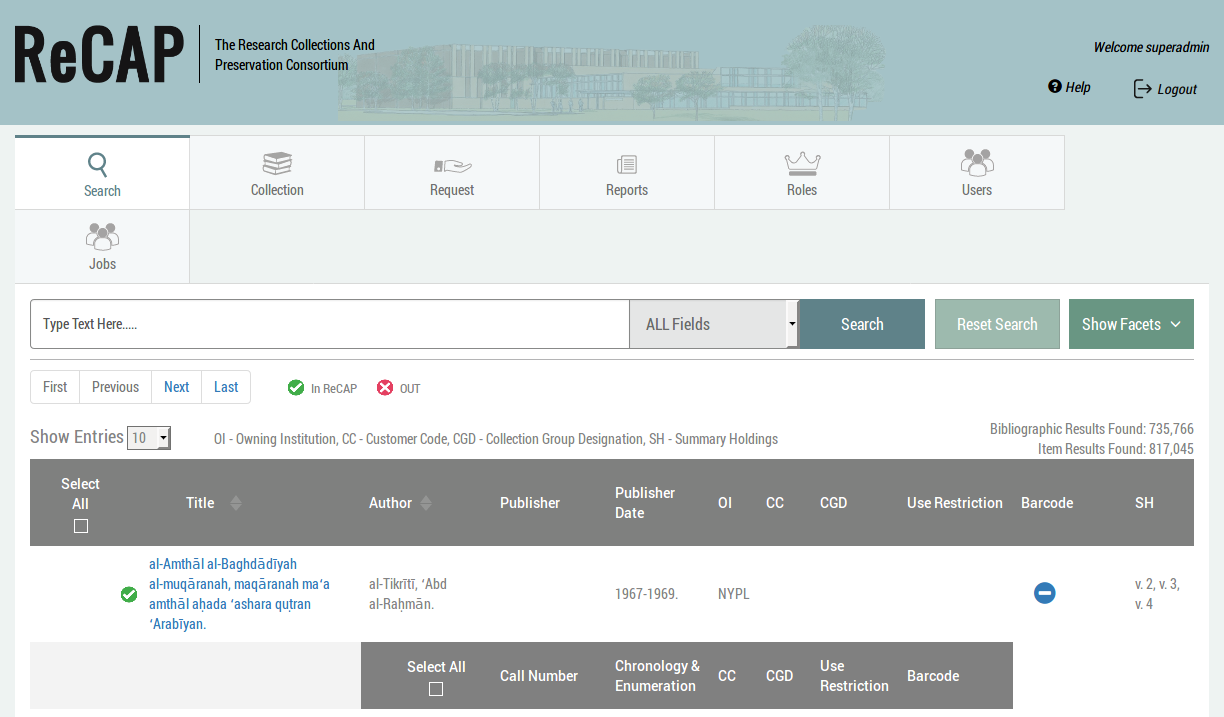 ReCAP
The Research Collections And
Preservation Consortium
Welcome superadmin
Help
Logout
Search
Collection
Request
Reports
Roles
Users
Jobs
Type Text Here.....
ALL Fields
Search
Reset Search
Show Facets
First
Previous
Next
Last
In ReCAP
OUT
Show Entries 10
OI - Owning Institution, CC - Customer Code, CGD - Collection Group Designation, SH - Summary Holdings
Bibliographic Results Found: 735,766
Item Results Found: 817,045
Select
All
Title
Author
Publisher
Publisher
Date
OI
CC
CGD
Use Restriction
Barcode
SH
al-Amthāl al-Baghdādīyah
al-muqāranah, maqāranah maʻa
amthāl aḥada ʻashara quṭran
ʻArabīyan.
al-Tikrītī, ʻAbd
al-Raḥmān.
1967-1969.
NYPL
v. 2, v. 3,
v. 4
Select All
Call Number
Chronology &
Enumeration
CC
CGD
Use
Restriction
Barcode